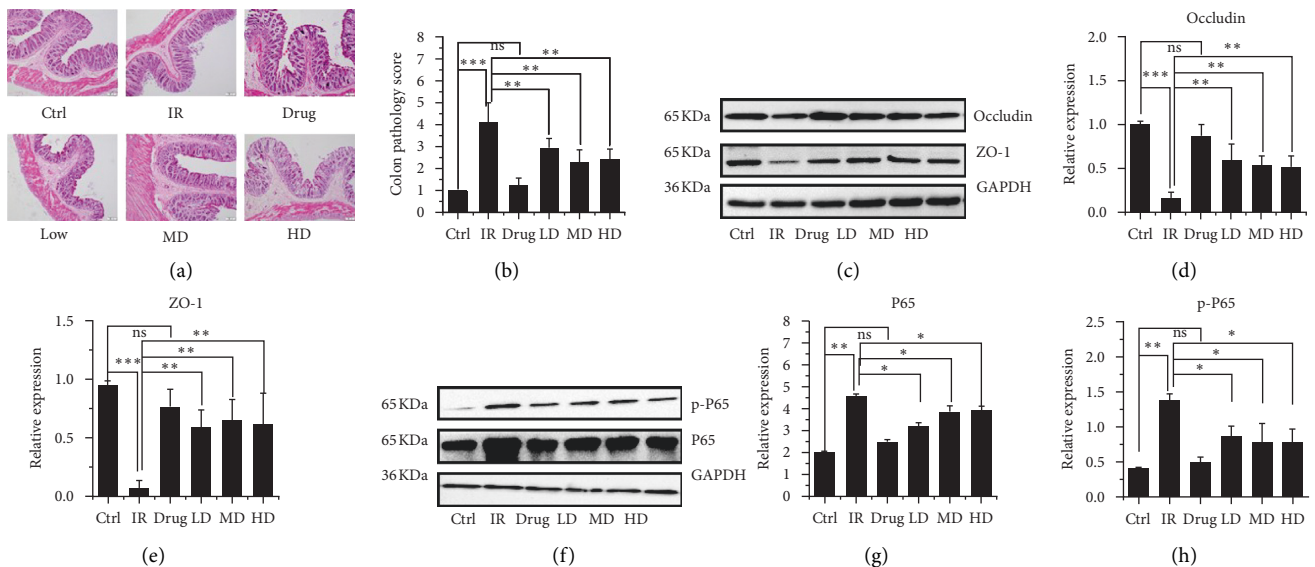 Ctrl IR Drug
Low MD HD
(a)
Colon pathology score
8
7
6
5
4
3
2
1
0
ns
***
**
**
**
Ctrl IR Drug LD MD HD
(b)
65 KDa Occludin
65 KDa ZO-1
36 KDa GAPDH
Ctrl IR Drug LD MD HD
(c)
Occludin
Relative expression
2.0
1.5
1.0
0.5
0.0
ns
***
**
**
**
Ctrl IR Drug LD MD HD
(d)
ZO-1
Relative expression
1.5
1.0
0.5
0.0
ns
***
**
**
**
Ctrl IR Drug LD MD HD
(e)
65 KDa p-P65
65 KDa P65
36 KDa GAPDH
Ctrl IR Drug LD MD HD
(f)
P65
Relative expression
8
7
6
5
4
3
2
1
0
ns
**
*
*
*
Ctrl IR Drug LD MD HD
(g)
p-P65
Relative expression
2.5
2.0
1.5
1.0
0.5
0.0
ns
**
*
*
*
Ctrl IR Drug LD MD HD
(h)